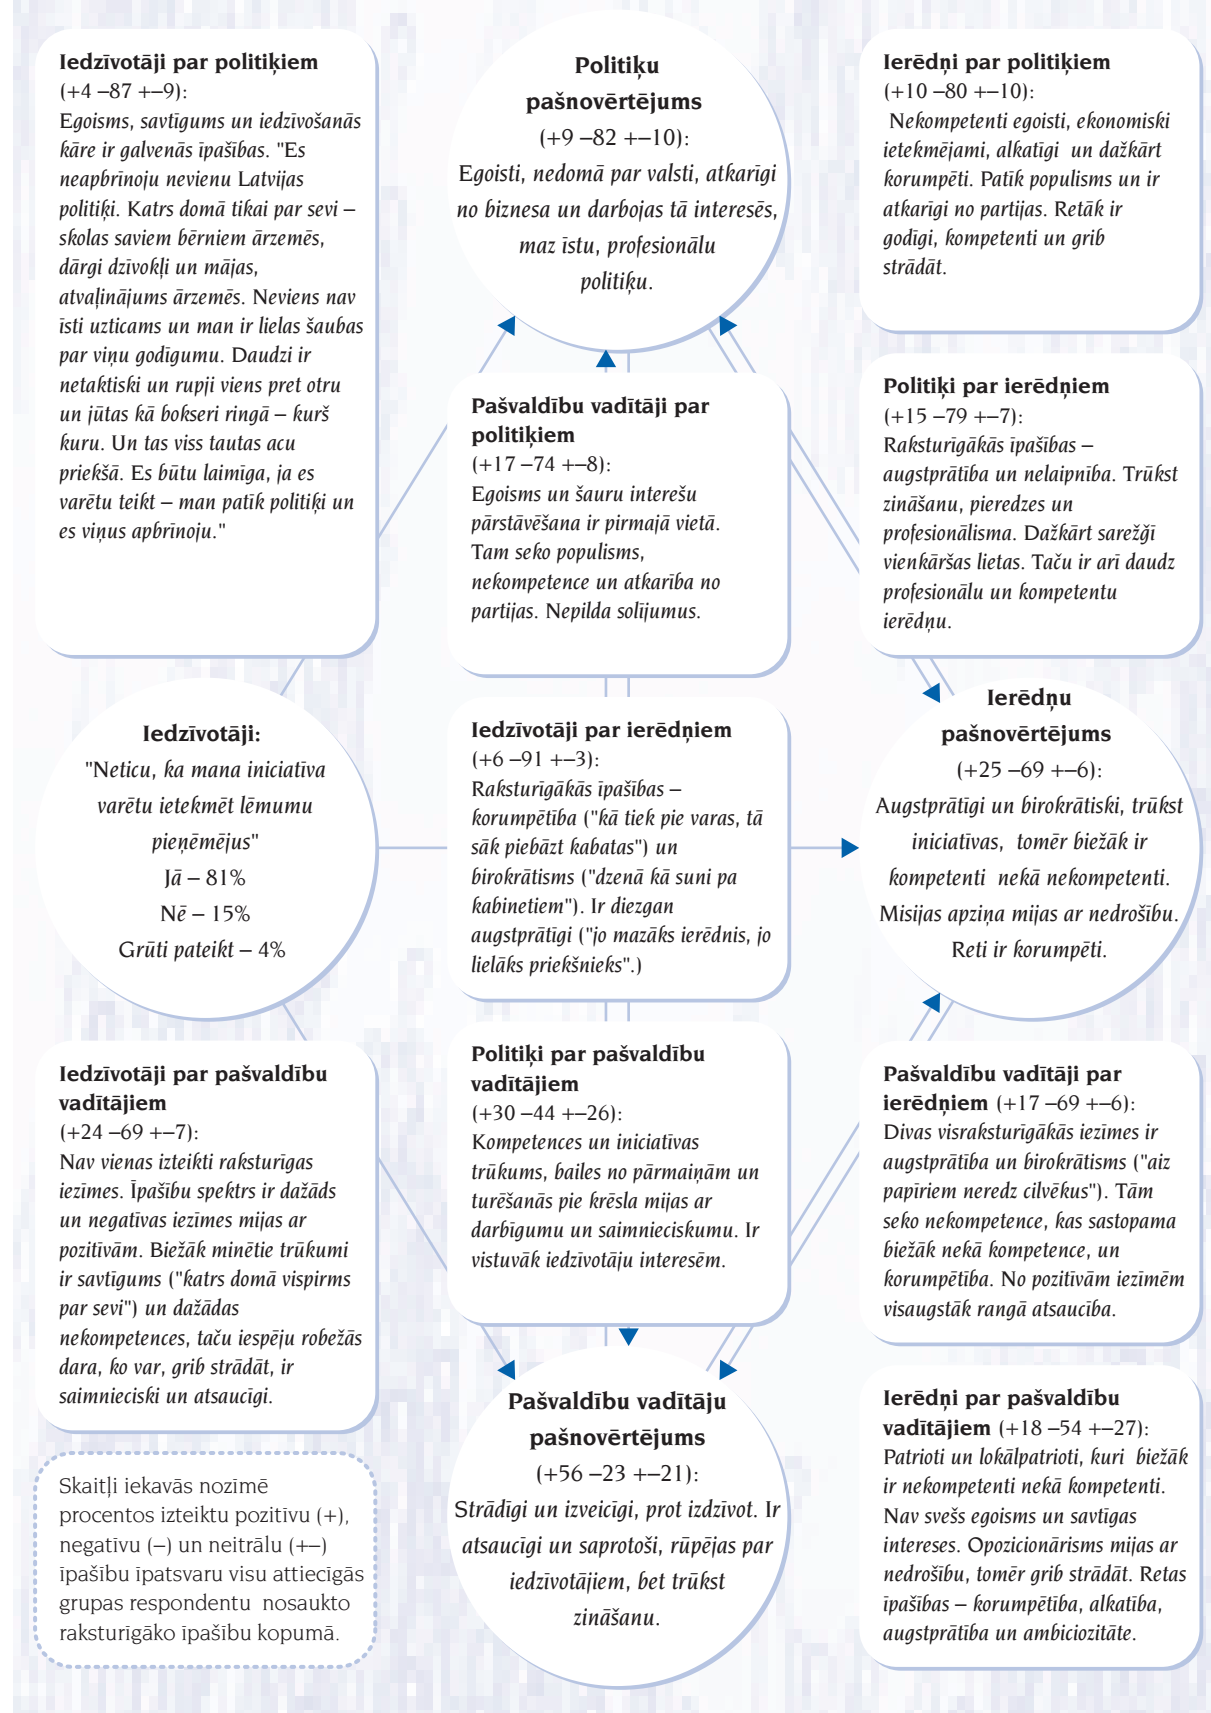 Iedzīvotāji par politiķiem
(+4 –87 +–9):
Egoisms, savtīgums un iedzīvošanās
kāre ir galvenās īpašības. "Es
neapbrīnoju nevienu Latvijas
politiķi. Katrs domā tikai par sevi –
skolas saviem bērniem ārzemēs,
dārgi dzīvokļi un mājas,
atvaļinājums ārzemēs. Neviens nav
īsti uzticams un man ir lielas šaubas
par viņu godīgumu. Daudzi ir
netaktiski un rupji viens pret otru
un jūtas kā bokseri ringā – kurš
kuru. Un tas viss tautas acu
priekšā. Es būtu laimīga, ja es
varētu teikt – man patīk politiķi un
es viņus apbrīnoju."
Politiķu
pašnovērtējums
(+9 –82 +–10):
Egoisti, nedomā par valsti, atkarīgi
no biznesa un darbojas tā interesēs,
maz īstu, profesionālu
politiķu.
Ierēdņi par politiķiem
(+10 –80 +–10):
Nekompetenti egoisti, ekonomiski
ietekmējami, alkatīgi un dažkārt
korumpēti. Patīk populisms un ir
atkarīgi no partijas. Retāk ir
godīgi, kompetenti un grib
strādāt.
Pašvaldību vadītāji par
politiķiem
(+17 –74 +–8):
Egoisms un šauru interešu
pārstāvēšana ir pirmajā vietā.
Tam seko populisms,
nekompetence un atkarība no
partijas. Nepilda solījumus.
Politiķi par ierēdņiem
(+15 –79 +–7):
Raksturīgākās īpašības –
augstprātība un nelaipnība. Trūkst
zināšanu, pieredzes un
profesionālisma. Dažkārt sarežģī
vienkāršas lietas. Taču ir arī daudz
profesionālu un kompetentu
ierēdņu.
Iedzīvotāji:
"Neticu, ka mana iniciatīva
varētu ietekmēt lēmumu
pieņēmējus"
Jā – 81%
Nē – 15%
Grūti pateikt – 4%
Iedzīvotāji par ierēdņiem
(+6 –91 +–3):
Raksturīgākās īpašības –
korumpētība ("kā tiek pie varas, tā
sāk piebāzt kabatas") un
birokrātisms ("dzenā kā suni pa
kabinetiem"). Ir diezgan
augstprātīgi ("jo mazāks ierēdnis, jo
lielāks priekšnieks".)
Ierēdņu
pašnovērtējums
(+25 –69 +–6):
Augstprātīgi un birokrātiski, trūkst
iniciatīvas, tomēr biežāk ir
kompetenti nekā nekompetenti.
Misijas apziņa mijas ar nedrošību.
Reti ir korumpēti.
Iedzīvotāji par pašvaldību
vadītājiem
(+24 –69 +–7):
Nav vienas izteikti raksturīgas
iezīmes. Īpašību spektrs ir dažāds
un negatīvas iezīmes mijas ar
pozitīvām. Biežāk minētie trūkumi
ir savtīgums ("katrs domā vispirms
par sevi") un dažādas
nekompetences, taču iespēju robežās
dara, ko var, grib strādāt, ir
saimnieciski un atsaucīgi.
Politiķi par pašvaldību
vadītājiem
(+30 –44 +–26):
Kompetences un iniciatīvas
trūkums, bailes no pārmaiņām un
turēšanās pie krēsla mijas ar
darbīgumu un saimnieciskumu. Ir
vistuvāk iedzīvotāju interesēm.
Pašvaldību vadītāji par
ierēdņiem (+17 –69 +–6):
Divas visraksturīgākās iezīmes ir
augstprātība un birokrātisms ("aiz
papīriem neredz cilvēkus"). Tām
seko nekompetence, kas sastopama
biežāk nekā kompetence, un
korumpētība. No pozitīvām iezīmēm
visaugstāk rangā atsaucība.
Skaitļi iekavās nozīmē
procentos izteiktu pozitīvu (+),
negatīvu (–) un neitrālu (+–)
īpašību īpatsvaru visu attiecīgās
grupas respondentu nosaukto
raksturīgāko īpašību kopumā.
Pašvaldību vadītāju
pašnovērtējums
(+56 –23 +–21):
Strādīgi un izveicīgi, prot izdzīvot. Ir
atsaucīgi un saprotoši, rūpējas par
iedzīvotājiem, bet trūkst
zināšanu.
Ierēdņi par pašvaldību
vadītājiem (+18 –54 +–27):
Patrioti un lokālpatrioti, kuri biežāk
ir nekompetenti nekā kompetenti.
Nav svešs egoisms un savtīgas
intereses. Opozicionārisms mijas ar
nedrošību, tomēr grib strādāt. Retas
īpašības – korumpētība, alkatība,
augstprātība un ambiciozitāte.